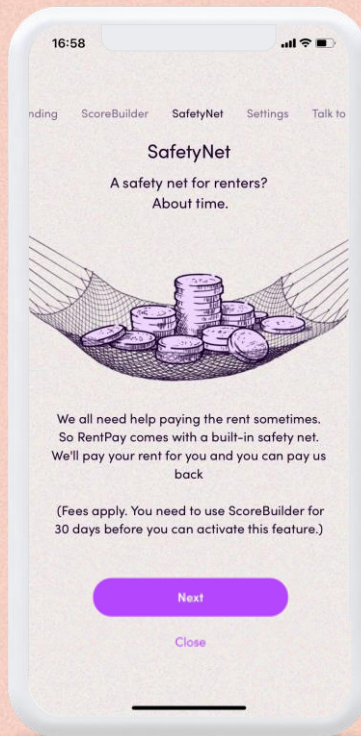 16:58
nding ScoreBuilder SafetyNet Settings Talk to
SafetyNet
A safety net for renters?
About time.
We all need help paying the rent sometimes.
So RentPay comes with a built-in safety net.
We'll pay your rent for you and you can pay us
back
(Fees apply. You need to use ScoreBuilder for
30 days before you can activate this feature.)
Next
Close